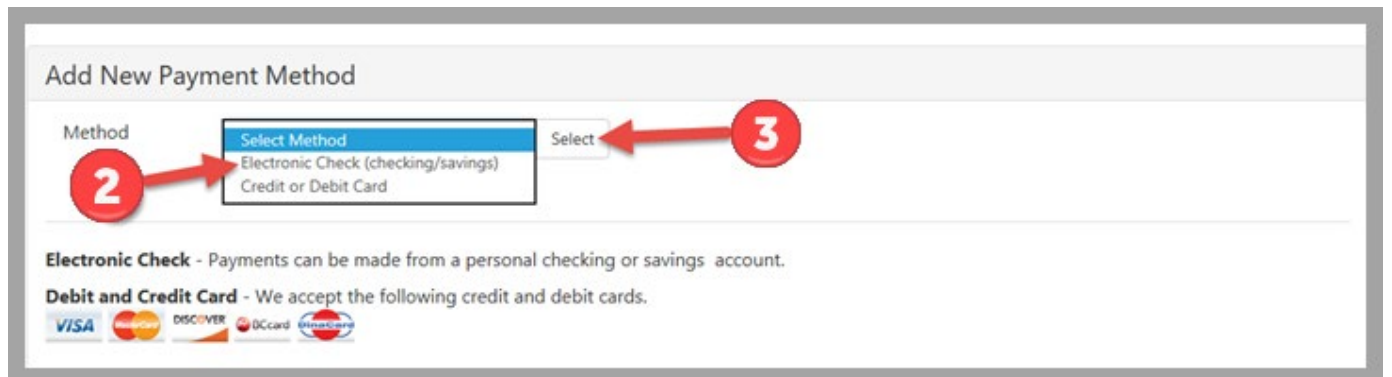 Add New Payment Method
Method
Select Method
Select
3
2
Electronic Check (checking/savings)
Credit or Debit Card
Electronic Check - Payments can be made from a personal checking or savings account.
Debit and Credit Card - We accept the following credit and debit cards.
VISA MasterCard DISCOVER BCcard DinaCard